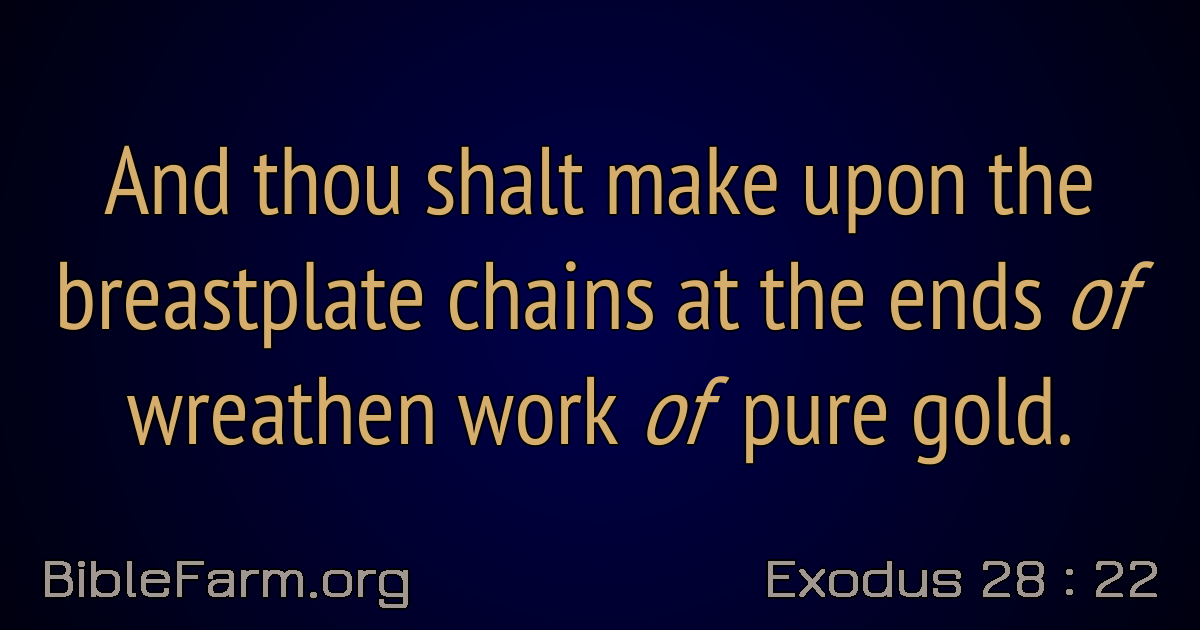 And thou shalt make upon the
breastplate chains at the ends of
wreathen work of pure gold.
BibleFarm.org
Exodus 28 : 22